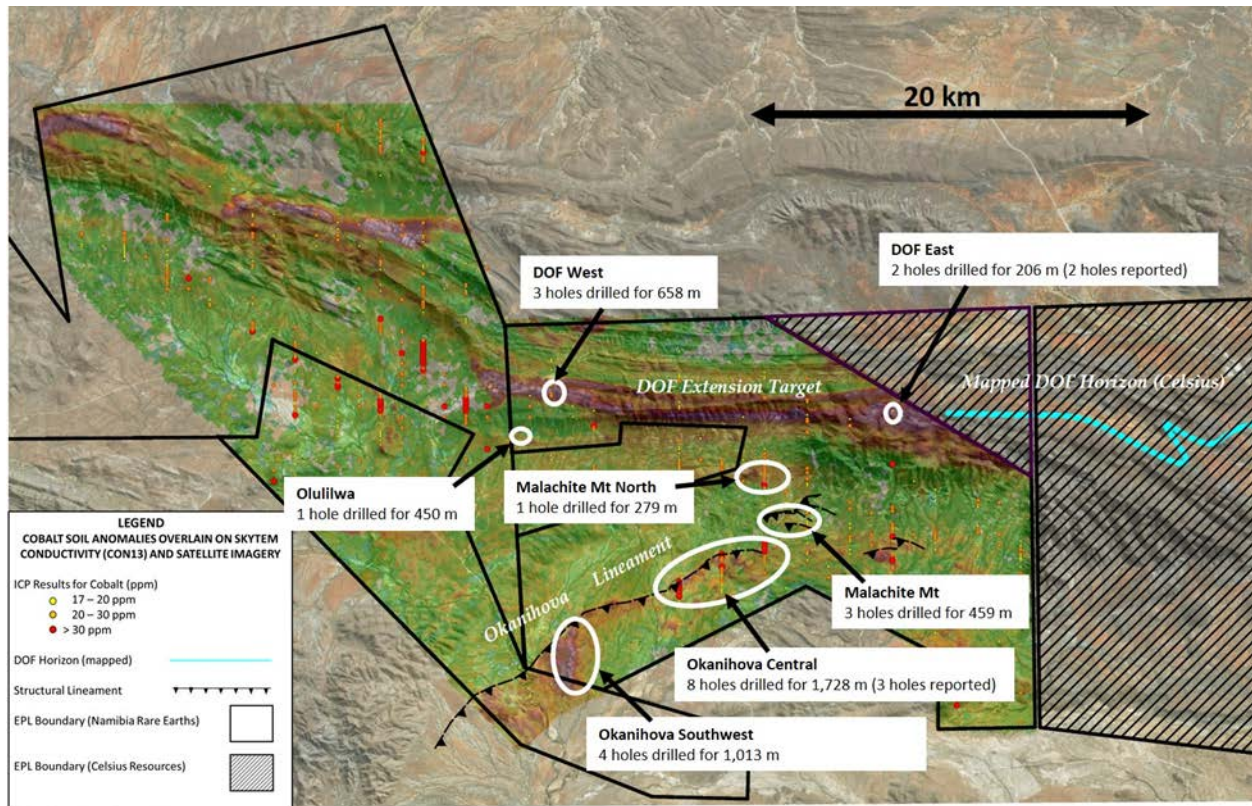 20 km
DOF East
2 holes drilled for 206 m (2 holes reported)
DOF West
3 holes drilled for 658 m
DOF Extension Target
Mapped DOF Horizon (Celsius)
Olulilwa
1 hole drilled for 450 m
Malachite Mt North
1 hole drilled for 279 m
Okanihova Lineament
Malachite Mt
3 holes drilled for 459 m
Okanihova Central
8 holes drilled for 1,728 m (3 holes reported)
Okanihova Southwest
4 holes drilled for 1,013 m
LEGEND
COBALT SOIL ANOMALIES OVERLAIN ON SKYTEM
CONDUCTIVITY (CON13) AND SATELLITE IMAGERY
ICP Results for Cobalt (ppm)
17 – 20 ppm
20 – 30 ppm
> 30 ppm
DOF Horizon (mapped)
Structural Lineament
EPL Boundary (Namibia Rare Earths)
EPL Boundary (Celsius Resources)